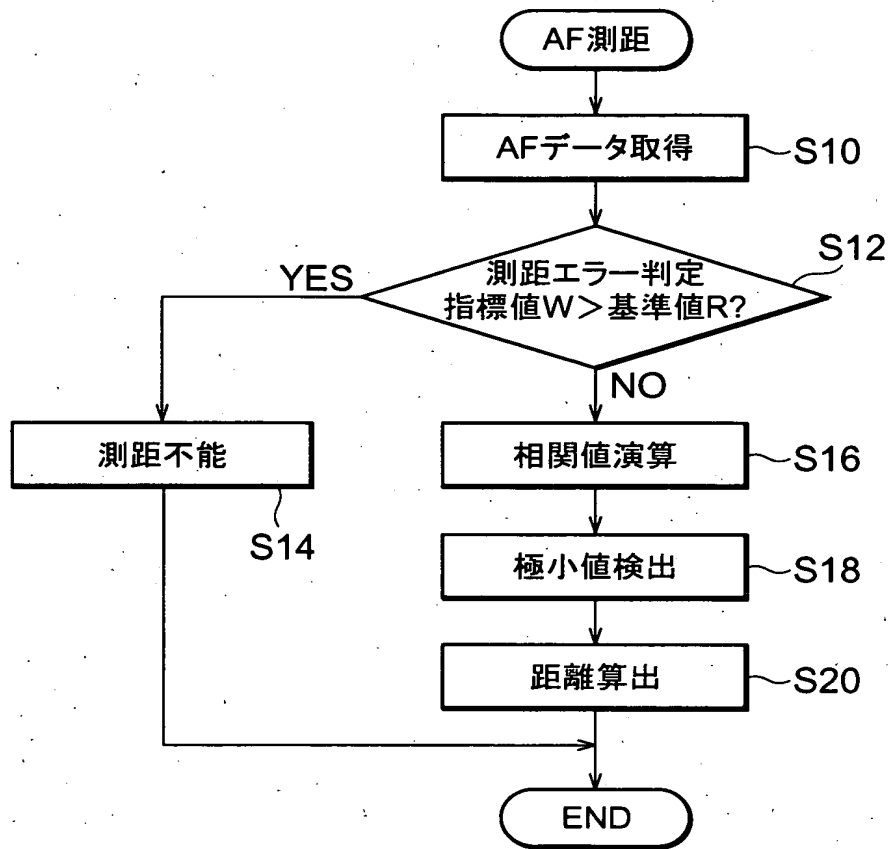 AF測距
AFデータ取得
S10
S12
測距エラー判定
指標値W＞基準値R?
YES
NO
測距不能
S14
相関値演算
S16
極小値検出
S18
距離算出
S20
END